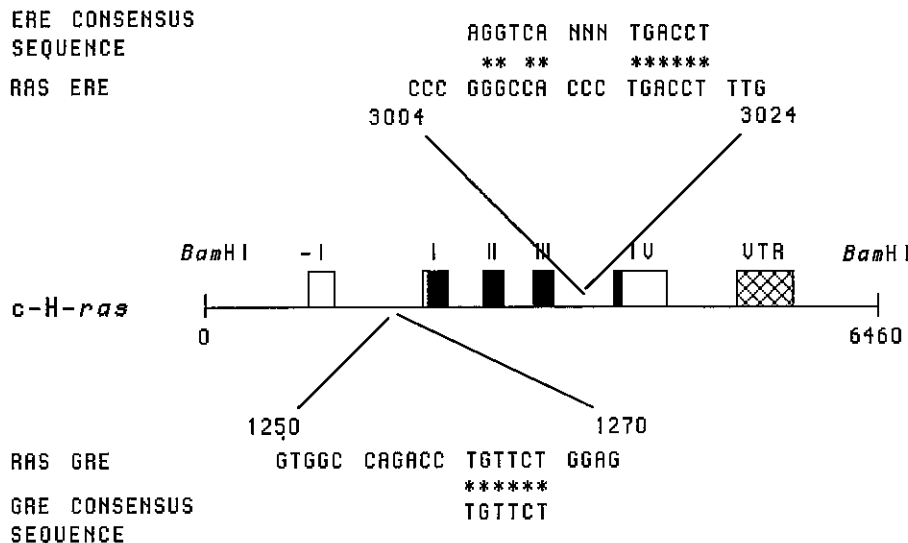 ERE CONSENSUS
SEQUENCE
AGGTCA NNN TGACCT
** ** ******
RAS ERE
CCC GGGCCA CCC TGACCT TTG
3004
3024
BamHI
-I
I
II
III
IV
VTR
BamHI
c-H-ras
0
6460
1250
1270
RAS GRE
GTGGC CAGACC TGTTCT GGAG
******
GRE CONSENSUS
SEQUENCE
TGTTCT